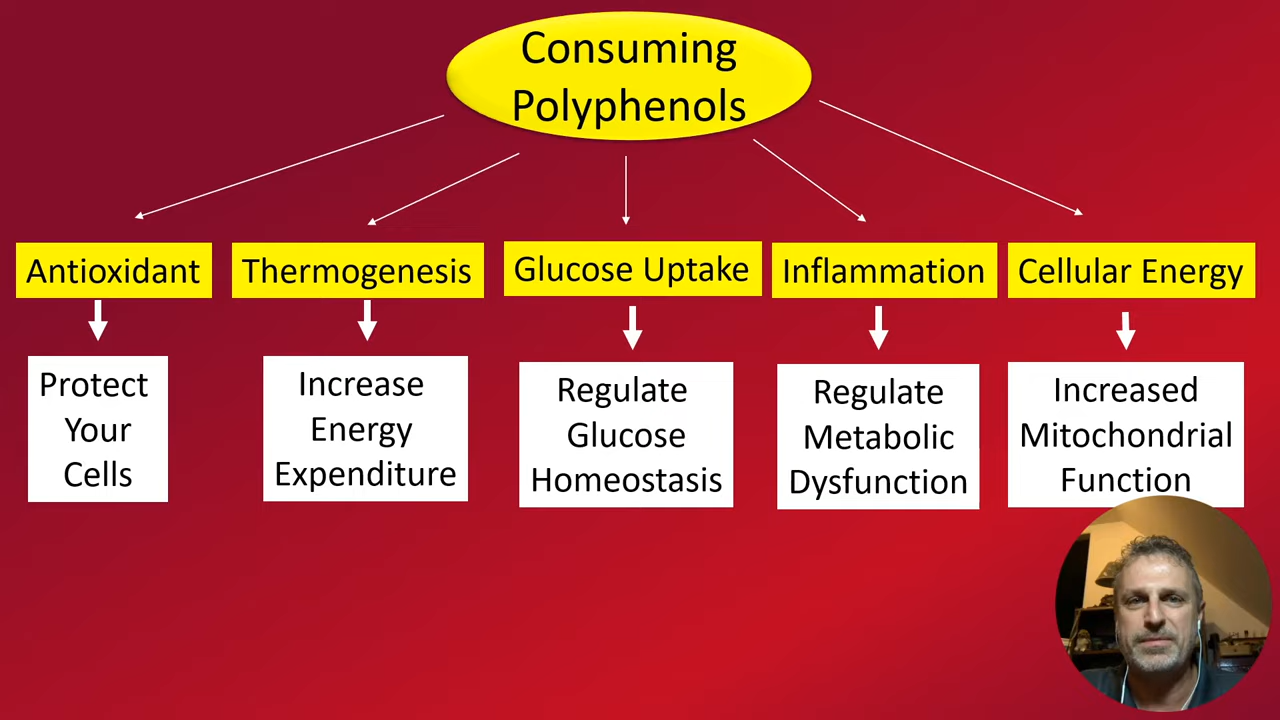 Consuming
Polyphenols
Antioxidant
Thermogenesis
Glucose Uptake
Inflammation
Cellular Energy
Protect
Your
Cells
Increase
Energy
Expenditure
Regulate
Glucose
Homeostasis
Regulate
Metabolic
Dysfunction
Increased
Mitochondrial
Function